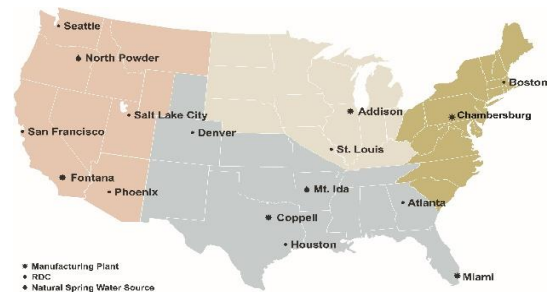 Seattle
North Powder
Boston
Addison
Chambersburg
Salt Lake City
San Francisco
Denver
St. Louis
Fontana
Phoenix
Mt. Ida
Atlanta
Coppell
Houston
Manufacturing Plant
RDC
Miami
Natural Spring Water Source